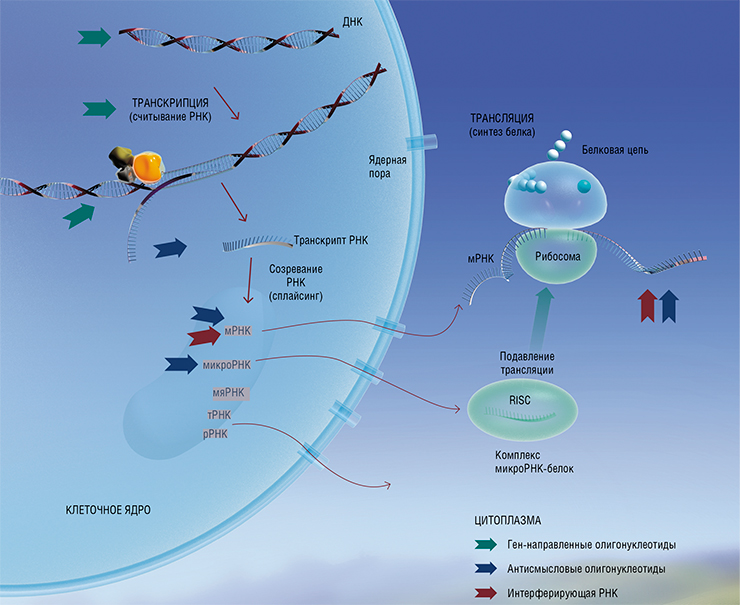 ДНК
ТРАНСКРИПЦИЯ
(считывание РНК)
Ядерная
пора
ТРАНСЛЯЦИЯ
(синтез белка)
Белковая цепь
Транскрипт РНК
мРНК
Рибосома
Созревание
РНК
(сплайсинг)
мРНК
микроРНК
мяРНК
тРНК
рРНК
Подавление
трансляции
RISC
Комплекс
микроРНК-белок
КЛЕТОЧНОЕ ЯДРО
ЦИТОПЛАЗМА
Ген-направленные олигонуклеотиды
Антисмысловые олигонуклеотиды
Интерферирующая РНК